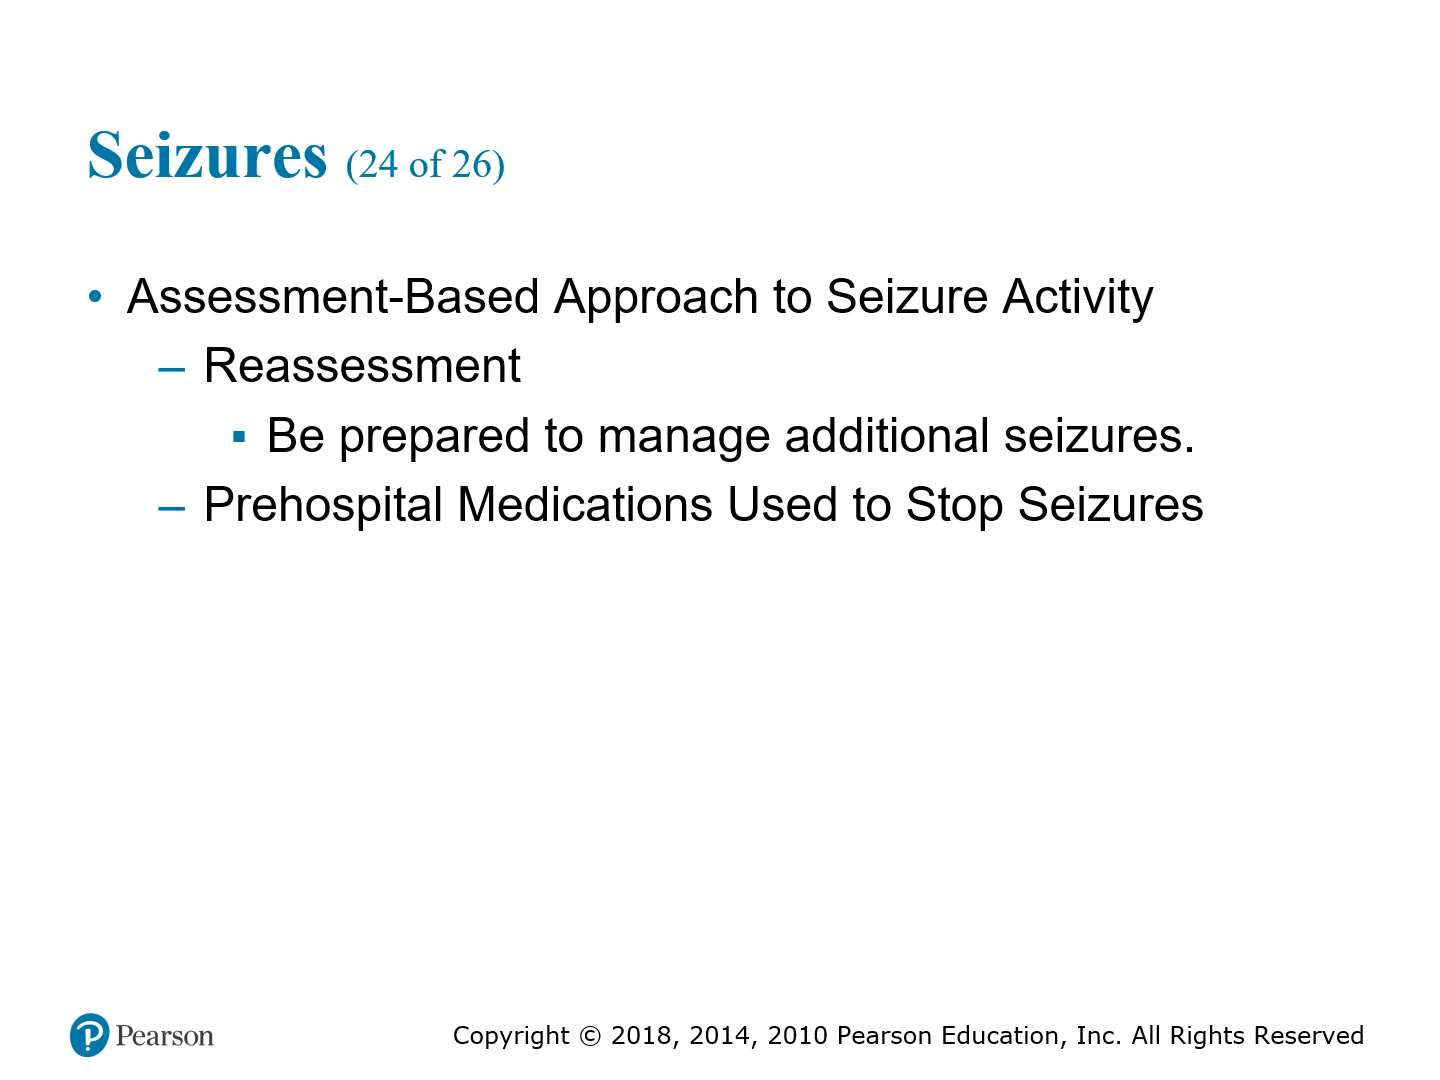 Seizures (24 of 26)
• Assessment-Based Approach to Seizure Activity
– Reassessment
▪ Be prepared to manage additional seizures.
– Prehospital Medications Used to Stop Seizures
Pearson
Copyright © 2018, 2014, 2010 Pearson Education, Inc. All Rights Reserved